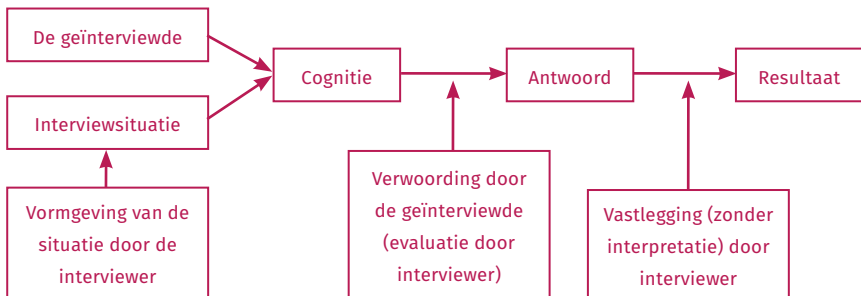 De geïnterviewde
Cognitie
Antwoord
Resultaat
Interviewsituatie
Vormgeving van de
situatie door de
interviewer
Verwoording door
de geïnterviewde
(evaluatie door
interviewer)
Vastlegging (zonder
interpretatie) door
interviewer